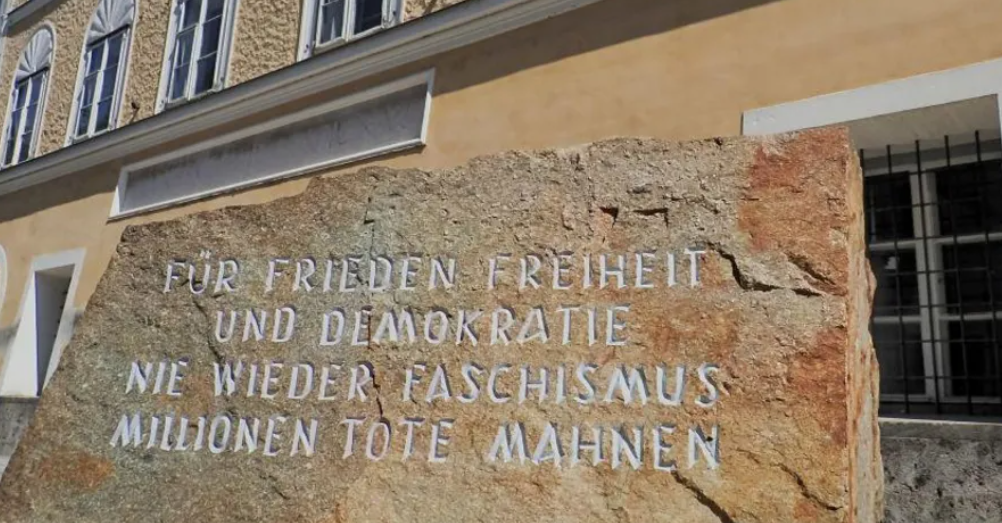 FÜR FRIEDEN FREIHEIT
UND DEMOKRATIE
NIE WIEDER FASCHISMUS
MILLIONEN TOTE MAHNEN